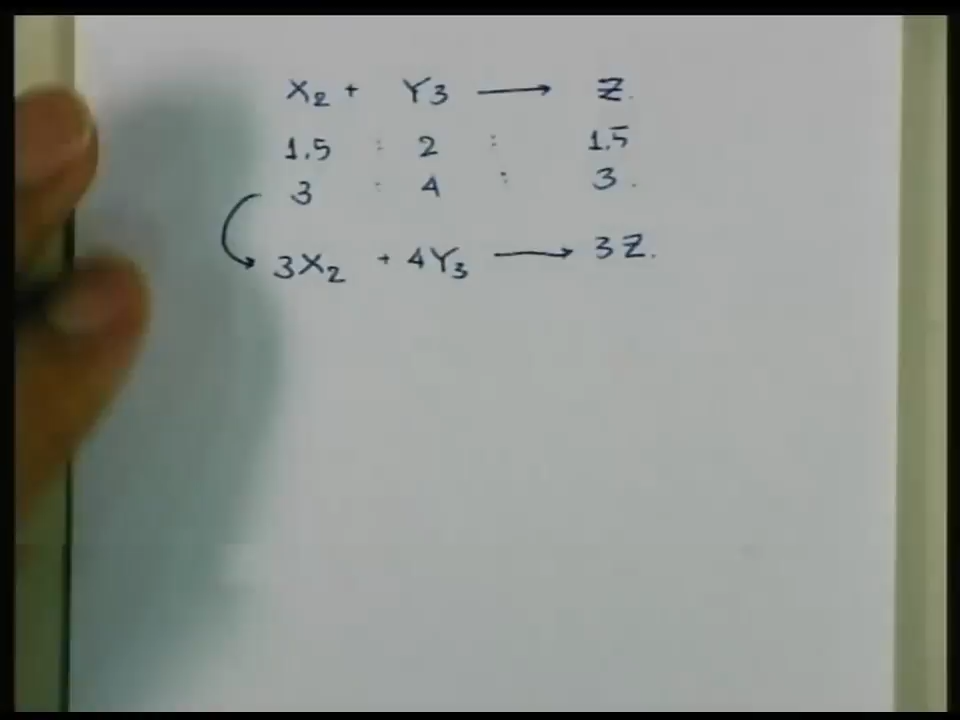 X₂ + Y₃ → Z.
1.5 : 2 : 1.5
3 : 4 : 3.
3X₂ + 4Y₃ → 3Z.